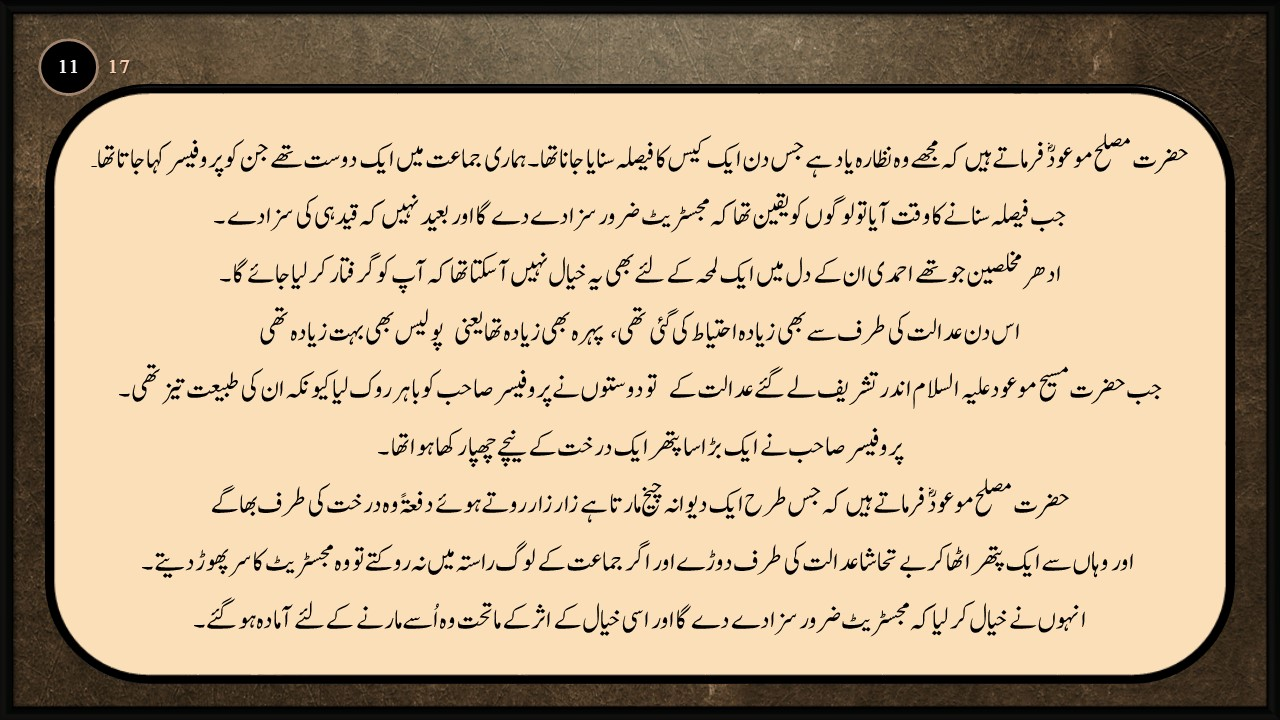 11 17
حضرت مصلح موعودؓ فرماتے ہیں کہ مجھے وہ نظارہ یاد ہے جس دن ایک کیس کا فیصلہ سنایا جانا تھا۔ ہماری جماعت میں ایک دوست تھے جن کو پروفیسر کہا جاتا تھا۔
جب فیصلہ سنانے کا وقت آیا تو لوگوں کو یقین تھا کہ مجسٹریٹ ضرور سزا دے دے گا اور بعید نہیں کہ قید ہی کی سزا دے۔
ادھر مخلصین جو تھے احمدی ان کے دل میں ایک لمحہ کے لئے بھی یہ خیال نہیں آ سکتا تھا کہ آپ کو گرفتار کر لیا جائے گا۔
اس دن عدالت کی طرف سے بھی زیادہ احتیاط کی گئی تھی، پہرہ بھی زیادہ تھا یعنی پولیس بھی بہت زیادہ تھی
جب حضرت مسیح موعود علیہ السلام اندر تشریف لے گئے عدالت کے تو دوستوں نے پروفیسر صاحب کو باہر روک لیا کیونکہ ان کی طبیعت تیز تھی۔
پروفیسر صاحب نے ایک بڑا سا پتھر ایک درخت کے نیچے چھپا رکھا ہوا تھا۔
حضرت مصلح موعودؓ فرماتے ہیں کہ جس طرح ایک دیوانہ چیخ مارتا ہے زار زار روتے ہوئے دفعۃً وہ درخت کی طرف بھاگے
اور وہاں سے ایک پتھر اٹھا کر بے تحاشا عدالت کی طرف دوڑے اور اگر جماعت کے لوگ راستہ میں نہ روکتے تو وہ مجسٹریٹ کا سر پھوڑ دیتے۔
انہوں نے خیال کر لیا کہ مجسٹریٹ ضرور سزا دے دے گا اور اسی خیال کے اثر کے ماتحت وہ اُسے مارنے کے لئے آمادہ ہو گئے۔